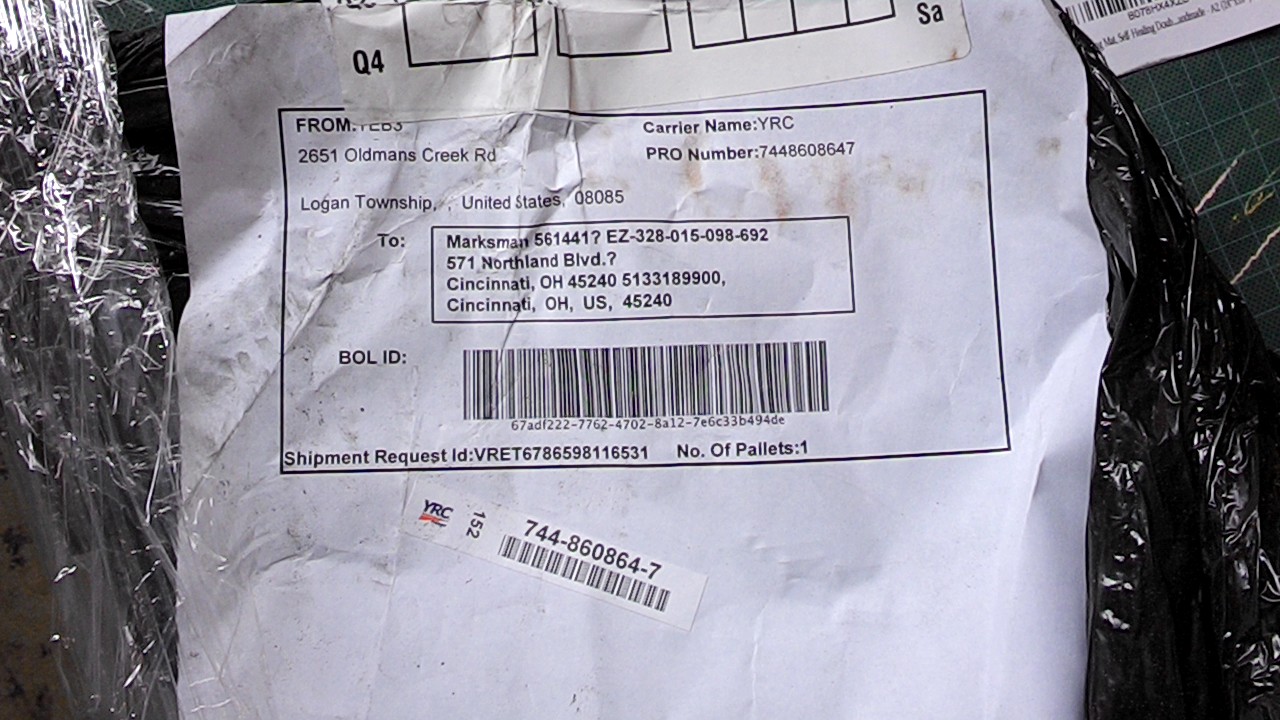 Q4
Sa
FROM:TEB3
2651 Oldmans Creek Rd
Logan Township, , United States, 08085
Carrier Name:YRC
PRO Number:7448608647
To:
Marksman 561441? EZ-328-015-098-692
571 Northland Blvd.?
Cincinnati, OH 45240 5133189900,
Cincinnati, OH, US, 45240
BOL ID:
67adf222-7762-4702-8a12-7e6c33b494de
Shipment Request Id:VRET6786598116531 No. Of Pallets:1
YRC
152
744-860864-7
Mat, Self Healing